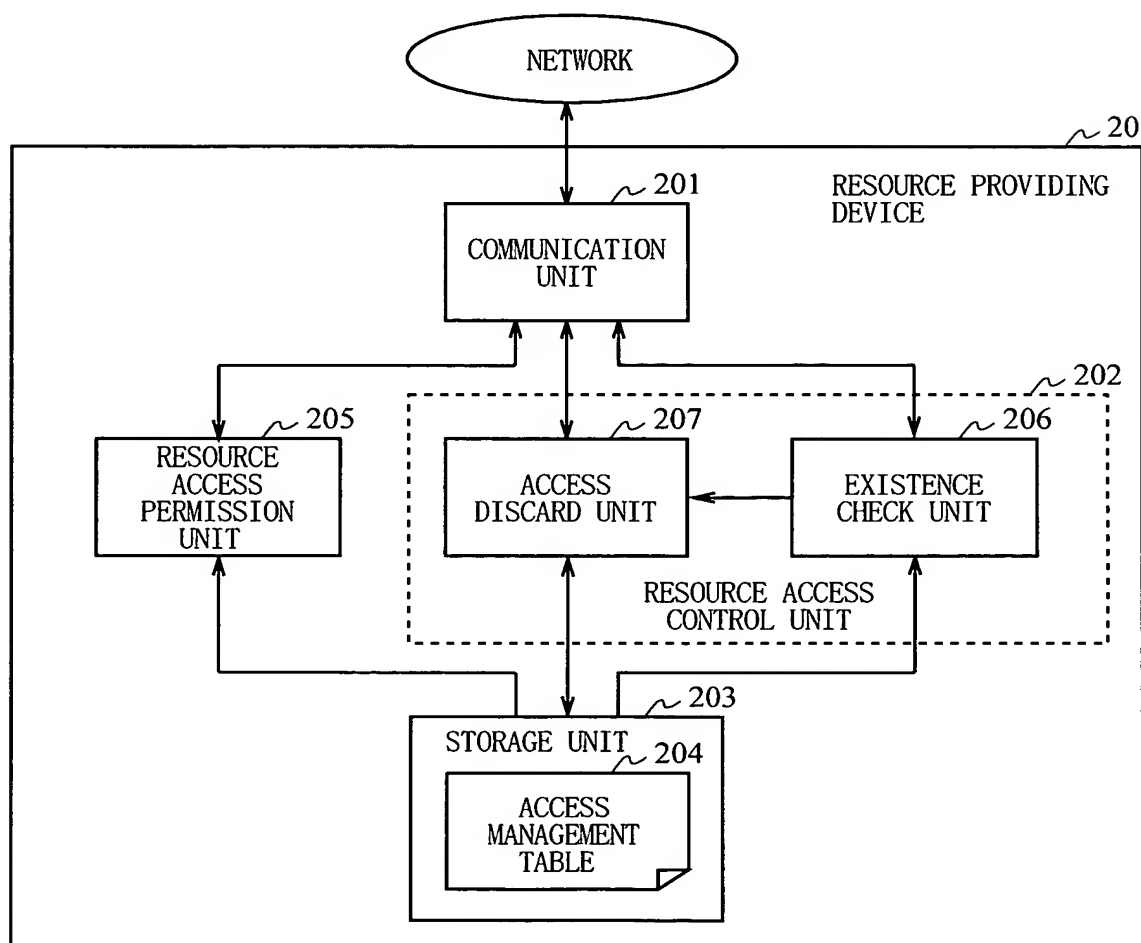 NETWORK
20
201
RESOURCE PROVIDING
DEVICE
COMMUNICATION
UNIT
202
205
207
206
RESOURCE
ACCESS
PERMISSION
UNIT
ACCESS
DISCARD UNIT
EXISTENCE
CHECK UNIT
RESOURCE ACCESS
CONTROL UNIT
203
STORAGE UNIT
204
ACCESS
MANAGEMENT
TABLE